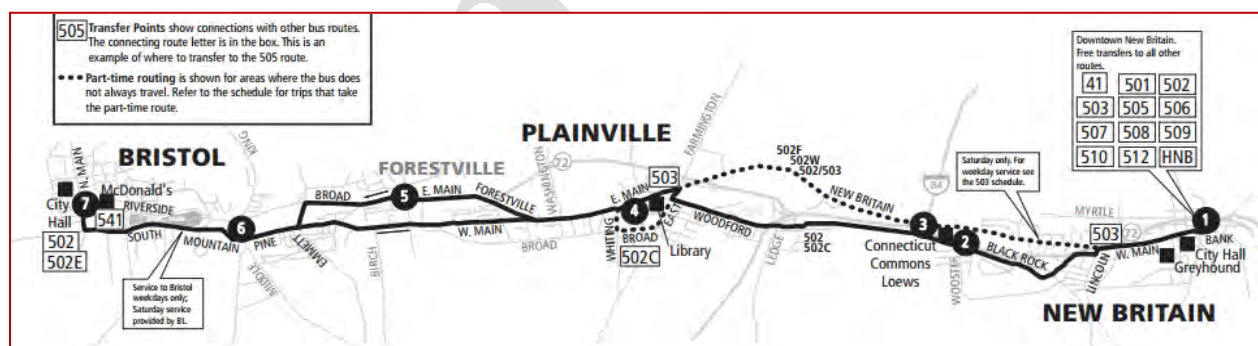 505 Transfer Points show connections with other bus routes.
The connecting route letter is in the box. This is an
example of where to transfer to the 505 route.
Part-time routing is shown for areas where the bus does
not always travel. Refer to the schedule for trips that take
the part-time route.
BRISTOL
N. MAIN
KING
7
City
Hall
McDonald's
541
RIVERSIDE
502
502E
SOUTH
MOUNTAIN
6
PINE
EMMETT
MIDDLE
Service to Bristol
weekdays only;
Saturday service
provided by BL.
FORESTVILLE
BROAD
5
E. MAIN
FORESTVILLE
W. MAIN
BIRCH
BROAD
72
WASHINGTON
PLAINVILLE
FARMINGTON
503
E. MAIN
4
EAST
WHITING
BROAD
502C
Library
WOODFORD
LEDGE
502F
502W
502/503
NEW BRITAIN
502
502C
84
3
2
Connecticut
Commons
Loews
WOOSTER
BLACK ROCK
Saturday only. For
weekday service see
the 503 schedule.
MYRTLE
503
72
LINCOLN
W. MAIN
1
BANK
City Hall
Greyhound
NEW BRITAIN
Downtown New Britain.
Free transfers to all other
routes.
41 501 502
503 505 506
507 508 509
510 512 HNB